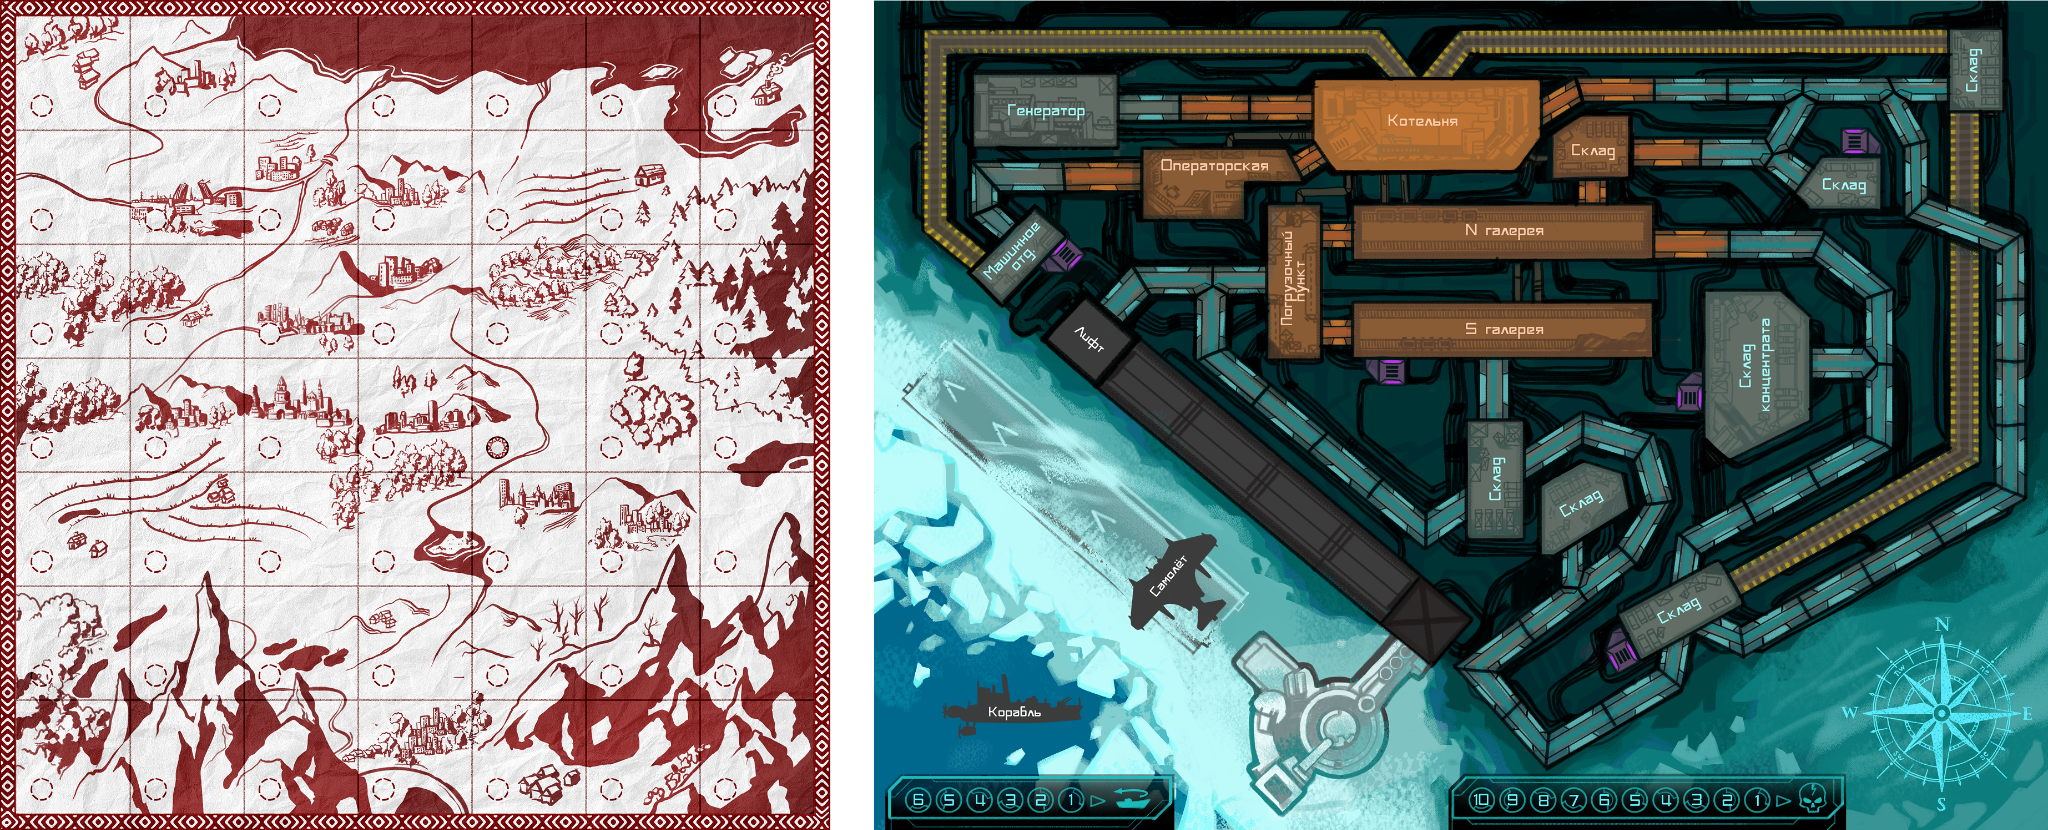 Склад
Генератор
Котельня
Операторская
Склад
Склад
Машинное
отд.
Погрузочный
пункт
N галерея
S галерея
Лифт
Склад
концентрата
Склад
Склад
Самолёт
Склад
Корабль
N
W
E
S
6 5 4 3 2 1
10 9 8 7 6 5 4 3 2 1